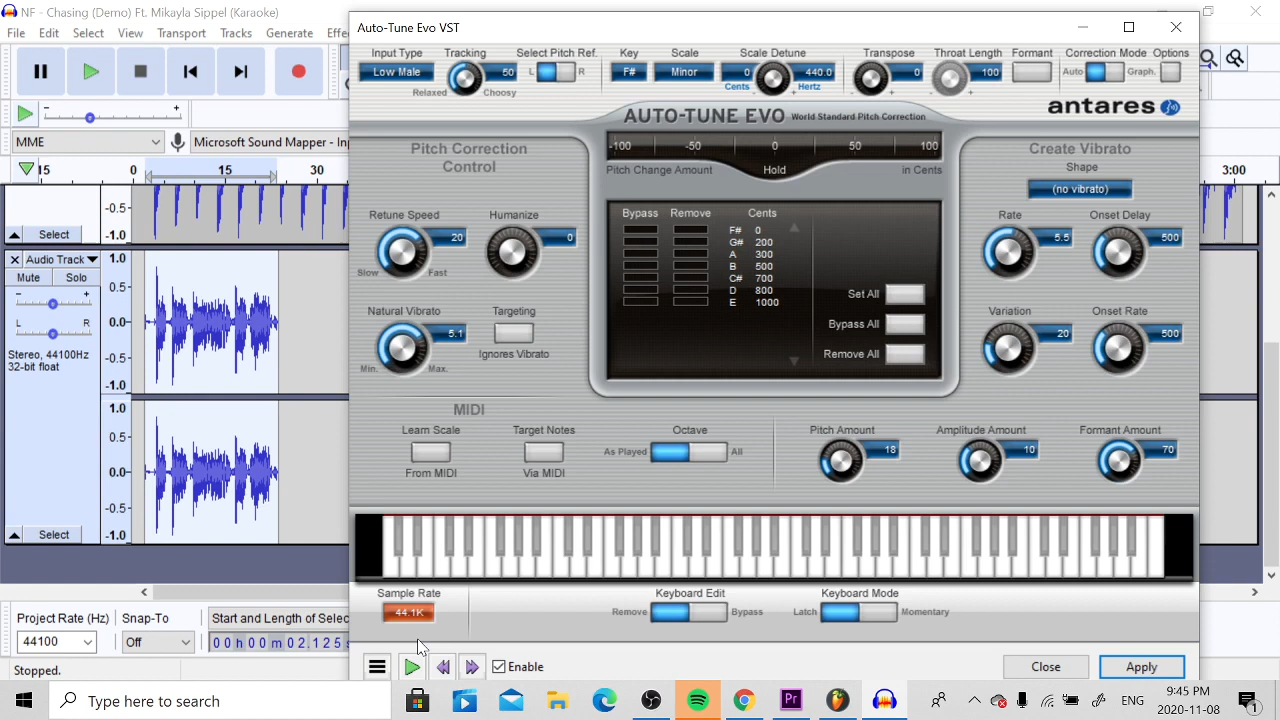 NF - Chasing (Demo) Ft. Mikayla Sippel (Karaoke)
File Edit Select View Transport Tracks Generate
MME
Microsoft Sound Mapper - Inp
15 0 15 30
3:00
-0.5
-1.0
Select
Audio Track
Mute Solo
L R
Stereo, 44100Hz
32-bit float
1.0
0.5
0.0
-0.5
-1.0
1.0
0.5
0.0
-0.5
-1.0
Select
Project Rate (Hz) Snap-To Start and Length of Selec
44100 Off 00h00m02.125s
Stopped.
Auto-Tune Evo VST
Input Type Tracking Select Pitch Ref. Key Scale Scale Detune Transpose Throat Length Formant Correction Mode Options
Low Male 50 L R F# Minor 0 440.0 0 100 Auto Graph.
Relaxed Choosy Cents - + Hertz - + - +
antares
AUTO-TUNE EVO World Standard Pitch Correction
-100 -50 0 50 100
Pitch Change Amount Hold in Cents
Pitch Correction
Control
Retune Speed Humanize
20 0
Slow Fast
Natural Vibrato Targeting
5.1
Min. Max. Ignores Vibrato
Bypass Remove Cents
F# 0
G# 200
A 300
B 500
C# 700
D 800
E 1000
Set All
Bypass All
Remove All
Create Vibrato
Shape
(no vibrato)
Rate Onset Delay
5.5 500
Variation Onset Rate
20 500
MIDI
Learn Scale Target Notes Octave
As Played All
From MIDI Via MIDI
Pitch Amount Amplitude Amount Formant Amount
18 10 70
Sample Rate Keyboard Edit Keyboard Mode
44.1K Remove Bypass Latch Momentary
Enable
Close Apply
Type here to search
Pr
ENG
9:45 PM
2020-11-08
1